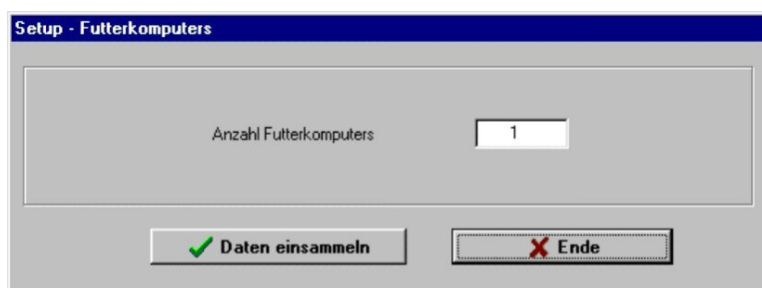 Setup - Futterkomputers
Anzahl Futterkomputers 1
Daten einsammeln Ende